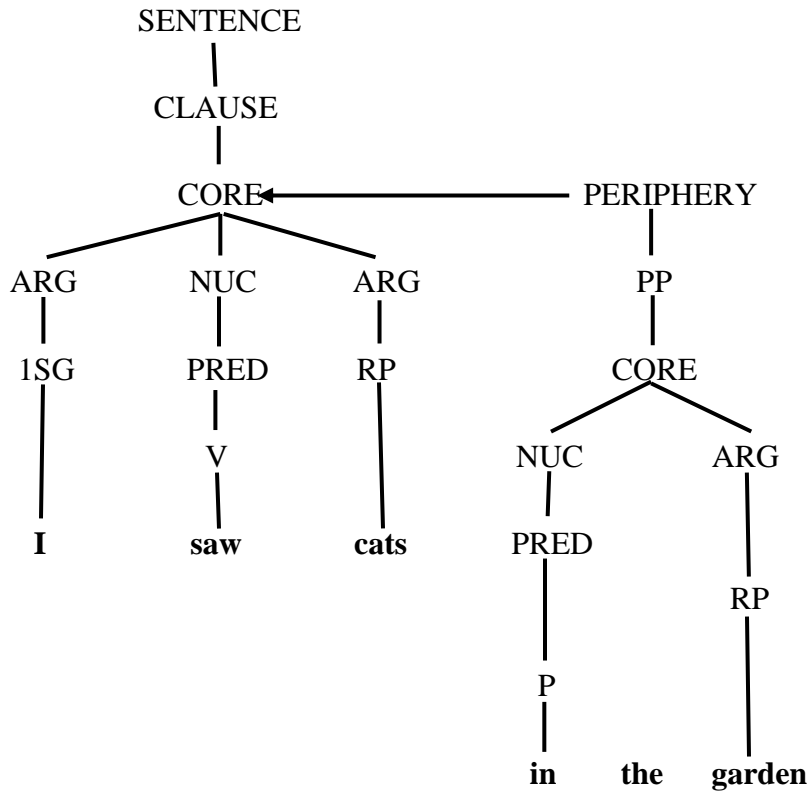 SENTENCE
CLAUSE
CORE PERIPHERY
ARG NUC ARG PP
1SG PRED RP CORE
V NUC ARG
I saw cats PRED
RP
P
in the garden